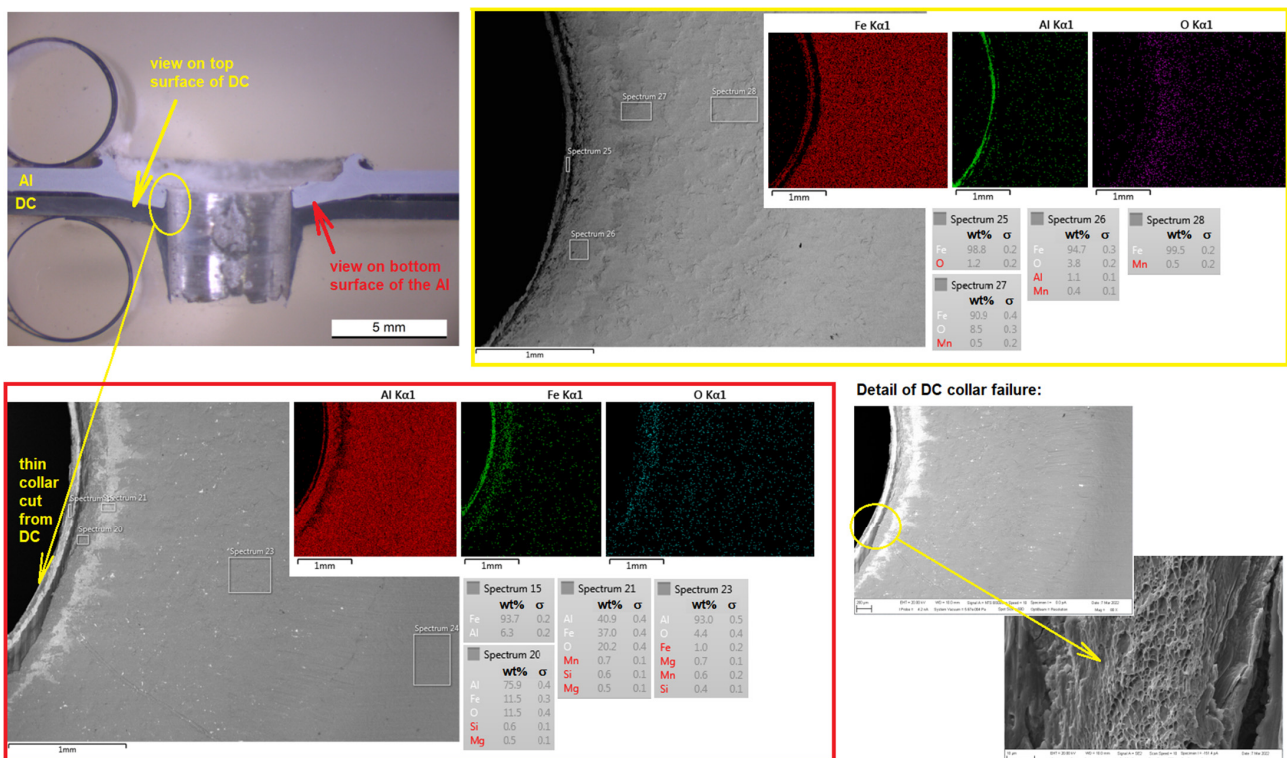 view on top
surface of DC
Al
DC
view on bottom
surface of the Al
5 mm
Fe Kα1
Al Kα1
O Kα1
Spectrum 27
Spectrum 28
Spectrum 25
Spectrum 26
1mm
1mm
1mm
1mm
Spectrum 25
wt% σ
Fe 98.8 0.2
O 1.2 0.2
Spectrum 26
wt% σ
Fe 94.7 0.3
O 3.8 0.2
Al 1.1 0.1
Mn 0.4 0.1
Spectrum 28
wt% σ
Fe 99.5 0.2
Mn 0.5 0.2
Spectrum 27
wt% σ
Fe 90.9 0.4
O 8.5 0.3
Mn 0.5 0.2
Al Kα1
Fe Kα1
O Kα1
thin
collar
cut
from
DC
Spectrum 21
Spectrum 20
Spectrum 23
Spectrum 24
1mm
1mm
1mm
1mm
Spectrum 15
wt% σ
Fe 93.7 0.2
Al 6.3 0.2
Spectrum 20
wt% σ
Al 75.9 0.4
Fe 11.5 0.3
O 11.5 0.4
Si 0.6 0.1
Mg 0.5 0.1
Spectrum 21
wt% σ
Al 40.9 0.4
Fe 37.0 0.4
O 20.2 0.4
Mn 0.7 0.1
Si 0.6 0.1
Mg 0.5 0.1
Spectrum 23
wt% σ
Al 93.0 0.5
O 4.4 0.4
Fe 1.0 0.2
Mg 0.7 0.1
Mn 0.6 0.2
Si 0.4 0.1
Detail of DC collar failure: